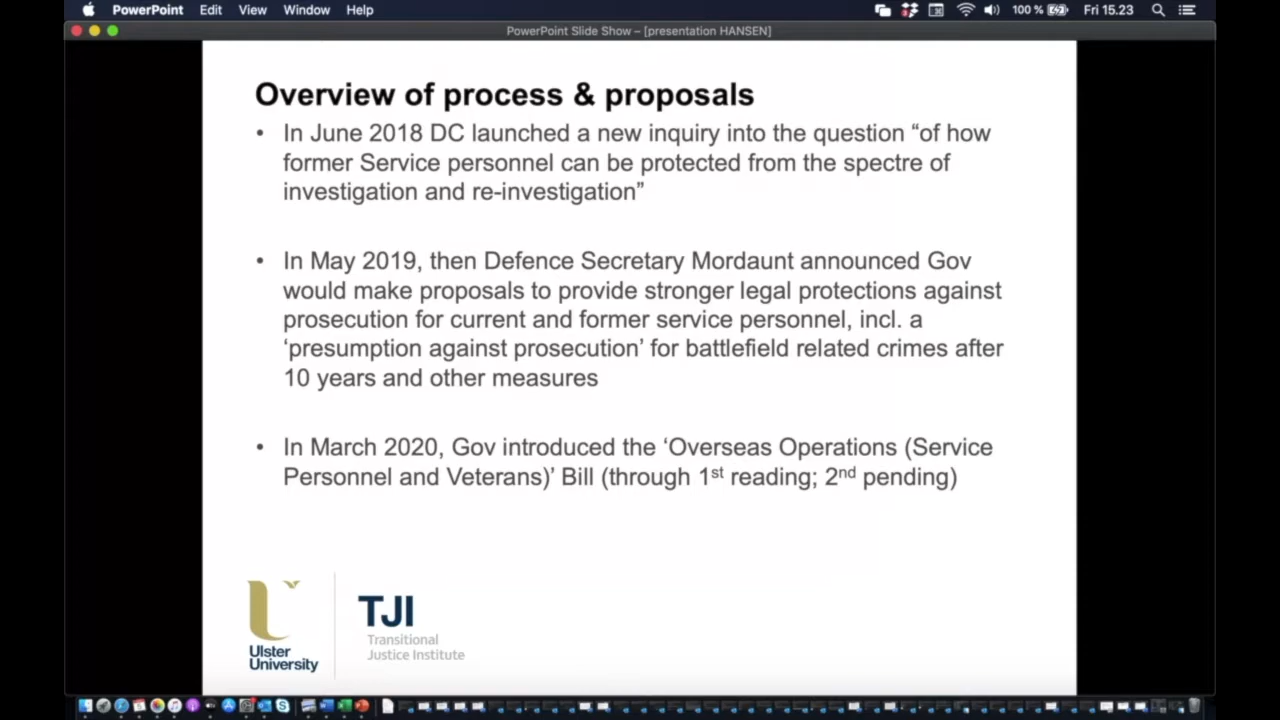 PowerPoint Edit View Window Help 100 % Fri 15.23
PowerPoint Slide Show – [presentation HANSEN]
Overview of process & proposals
• In June 2018 DC launched a new inquiry into the question “of how
former Service personnel can be protected from the spectre of
investigation and re-investigation”
• In May 2019, then Defence Secretary Mordaunt announced Gov
would make proposals to provide stronger legal protections against
prosecution for current and former service personnel, incl. a
‘presumption against prosecution’ for battlefield related crimes after
10 years and other measures
• In March 2020, Gov introduced the ‘Overseas Operations (Service
Personnel and Veterans)’ Bill (through 1st reading; 2nd pending)
Ulster
University
TJI
Transitional
Justice Institute